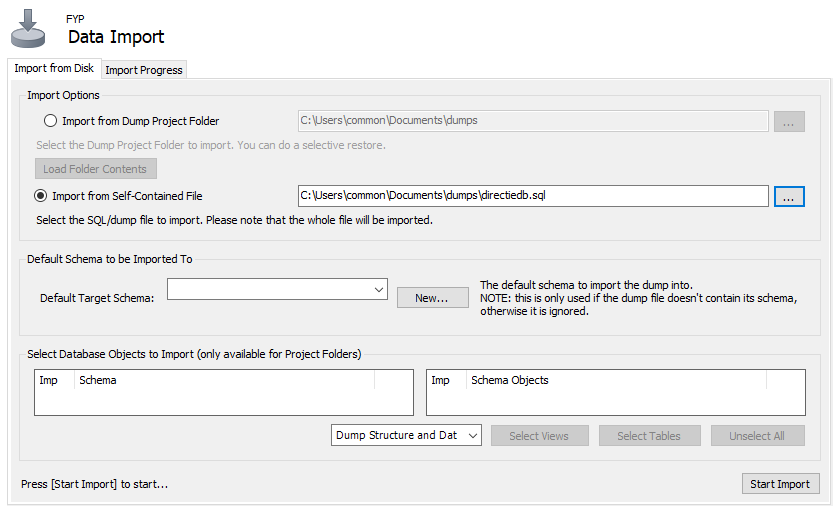 FYP
Data Import
Import from Disk
Import Progress
Import Options
Import from Dump Project Folder
C:\Users\common\Documents\dumps
...
Select the Dump Project Folder to import. You can do a selective restore.
Load Folder Contents
Import from Self-Contained File
C:\Users\common\Documents\dumps\directiedb.sql
...
Select the SQL/dump file to import. Please note that the whole file will be imported.
Default Schema to be Imported To
Default Target Schema:
New...
The default schema to import the dump into.
NOTE: this is only used if the dump file doesn't contain its schema,
otherwise it is ignored.
Select Database Objects to Import (only available for Project Folders)
Imp
Schema
Imp
Schema Objects
Dump Structure and Dat
Select Views
Select Tables
Unselect All
Press [Start Import] to start...
Start Import